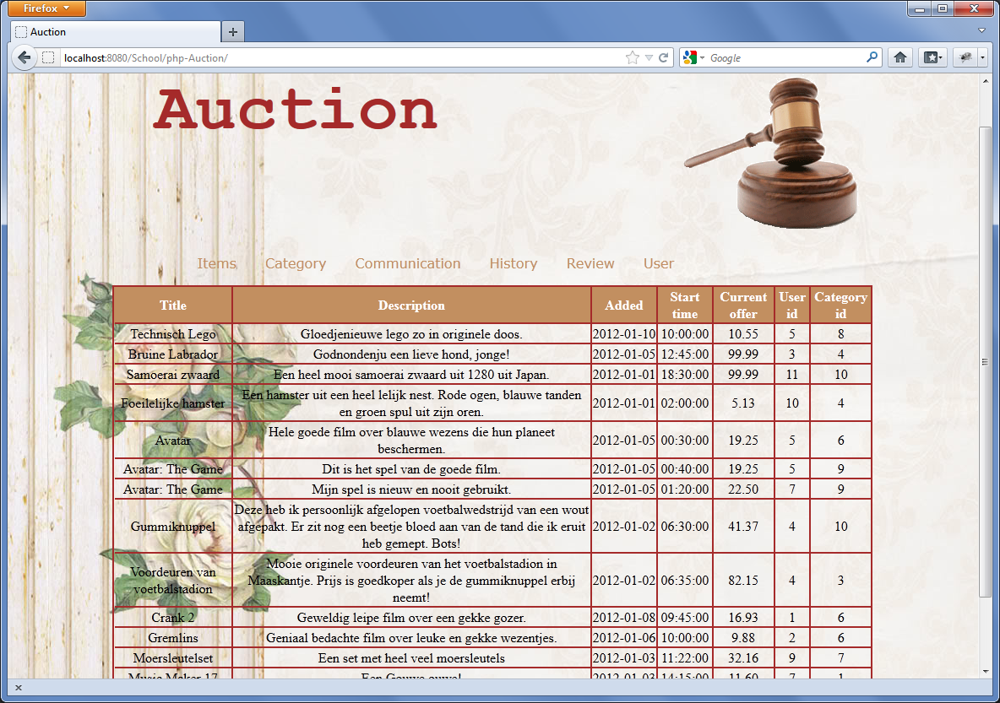 Firefox
Auction
localhost:8080/School/php-Auction/
Google
Auction
Items Category Communication History Review User
Title Description Added Start time Current offer User id Category id
Technisch Lego Gloedjenieuwe lego zo in originele doos. 2012-01-10 10:00:00 10.55 5 8
Bruine Labrador Godnondenju een lieve hond, jonge! 2012-01-05 12:45:00 99.99 3 4
Samoerai zwaard Een heel mooi samoerai zwaard uit 1280 uit Japan. 2012-01-01 18:30:00 99.99 11 10
Foeilelijke hamster Een hamster uit een heel lelijk nest. Rode ogen, blauwe tanden en groen spul uit zijn oren. 2012-01-01 02:00:00 5.13 10 4
Avatar Hele goede film over blauwe wezens die hun planeet beschermen. 2012-01-05 00:30:00 19.25 5 6
Avatar: The Game Dit is het spel van de goede film. 2012-01-05 00:40:00 19.25 5 9
Avatar: The Game Mijn spel is nieuw en nooit gebruikt. 2012-01-05 01:20:00 22.50 7 9
Gummiknuppel Deze heb ik persoonlijk afgelopen voetbalwedstrijd van een wout afgepakt. Er zit nog een beetje bloed aan van de tand die ik eruit heb gemept. Bots! 2012-01-02 06:30:00 41.37 4 10
Voordeuren van voetbalstadion Mooie originele voordeuren van het voetbalstadion in Maaskantje. Prijs is goedkoper als je de gummiknuppel erbij neemt! 2012-01-02 06:35:00 82.15 4 3
Crank 2 Geweldig leipe film over een gekke gozer. 2012-01-08 09:45:00 16.93 1 6
Gremlins Geniaal bedachte film over leuke en gekke wezentjes. 2012-01-06 10:00:00 9.88 2 6
Moersleutelset Een set met heel veel moersleutels 2012-01-03 11:22:00 32.16 9 7
Music Maker 17 Een Gouwe ouwe! 2012-01-03 14:15:00 11.60 7 1